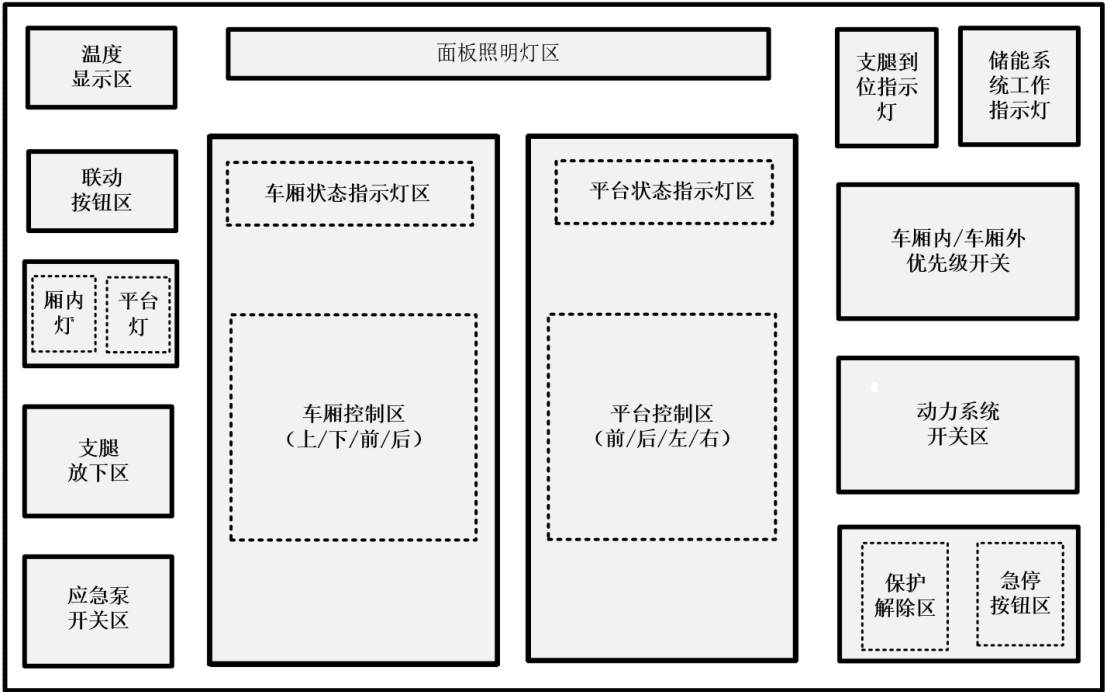 温度
显示区
面板照明灯区
支腿到
位指示
灯
储能系
统工作
指示灯
联动
按钮区
车厢状态指示灯区
平台状态指示灯区
车厢内/车厢外
优先级开关
厢内
灯
平台
灯
车厢控制区
（上/下/前/后）
平台控制区
（前/后/左/右）
动力系统
开关区
支腿
放下区
应急泵
开关区
保护
解除区
急停
按钮区